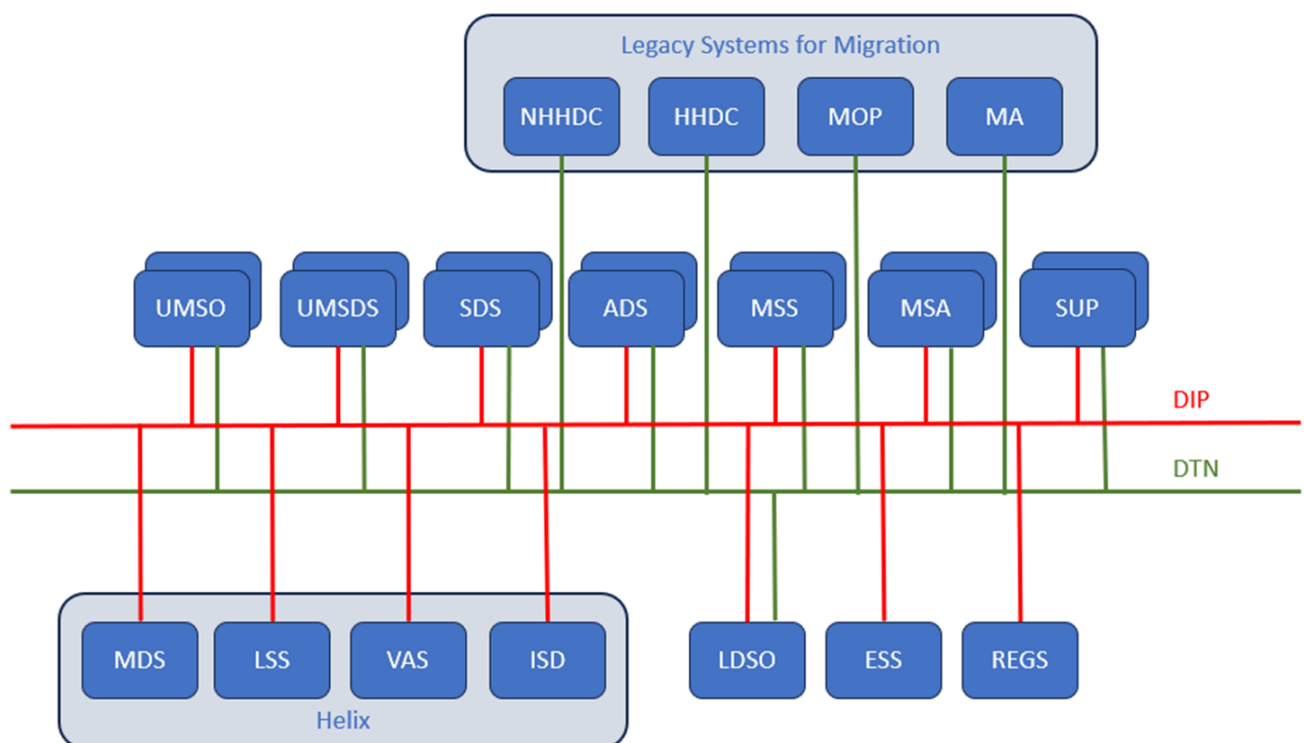 Legacy Systems for Migration
NHHDC HHDC MOP MA
UMSO UMSDS SDS ADS MSS MSA SUP
DIP
DTN
MDS LSS VAS ISD LDSO ESS REGS
Helix